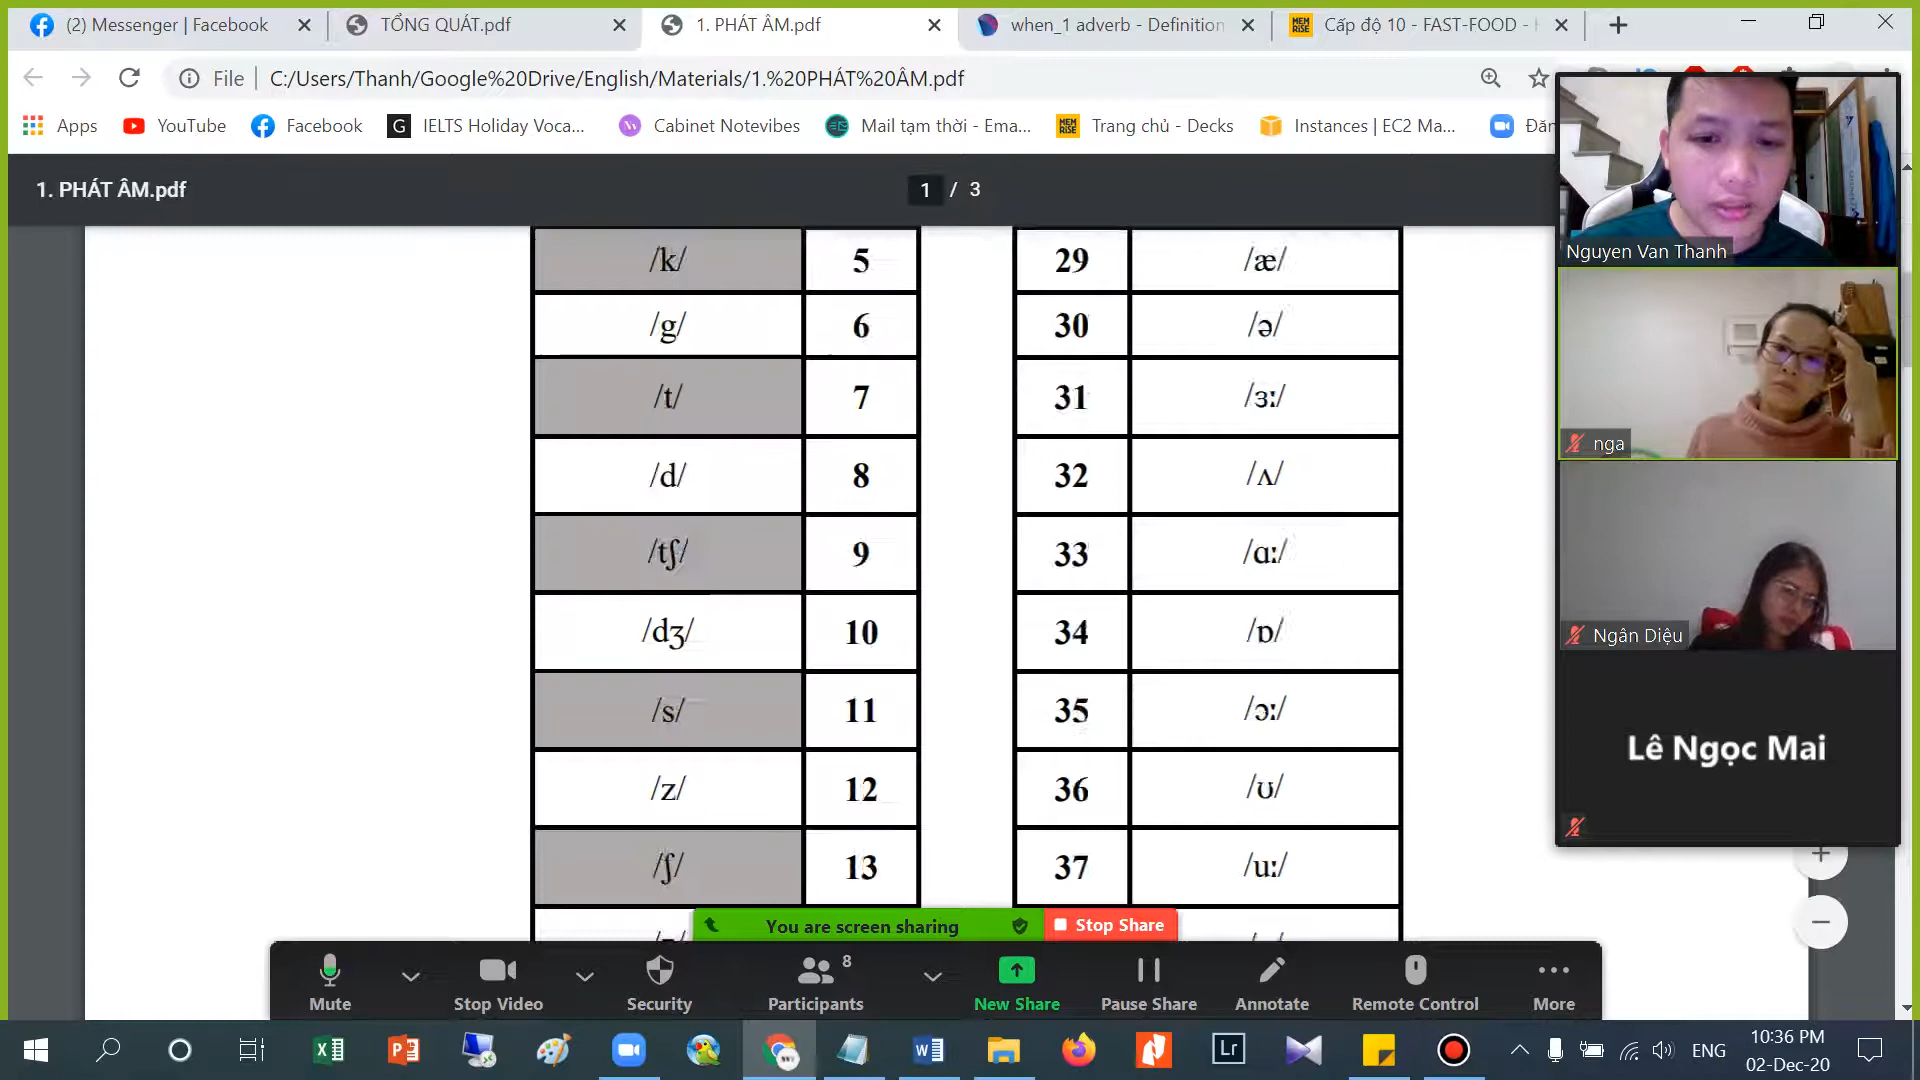 (2) Messenger | Facebook
TỔNG QUÁT.pdf
1. PHÁT ÂM.pdf
when_1 adverb - Definition
Cấp độ 10 - FAST-FOOD -
File
C:/Users/Thanh/Google%20Drive/English/Materials/1.%20PHÁT%20ÂM.pdf
Apps
YouTube
Facebook
IELTS Holiday Voca...
Cabinet Notevibes
Mail tạm thời - Ema...
Trang chủ - Decks
Instances | EC2 Ma...
Đăn
1. PHÁT ÂM.pdf
1 / 3
/k/ 5 29 /æ/
/g/ 6 30 /ə/
/t/ 7 31 /ɜː/
/d/ 8 32 /ʌ/
/tʃ/ 9 33 /ɑː/
/dʒ/ 10 34 /ɒ/
/s/ 11 35 /ɔː/
/z/ 12 36 /ʊ/
/ʃ/ 13 37 /uː/
Nguyen Van Thanh
nga
Ngân Diệu
Lê Ngọc Mai
You are screen sharing
Stop Share
Mute
Stop Video
Security
Participants
8
New Share
Pause Share
Annotate
Remote Control
More
Lr
ENG
10:36 PM
02-Dec-20